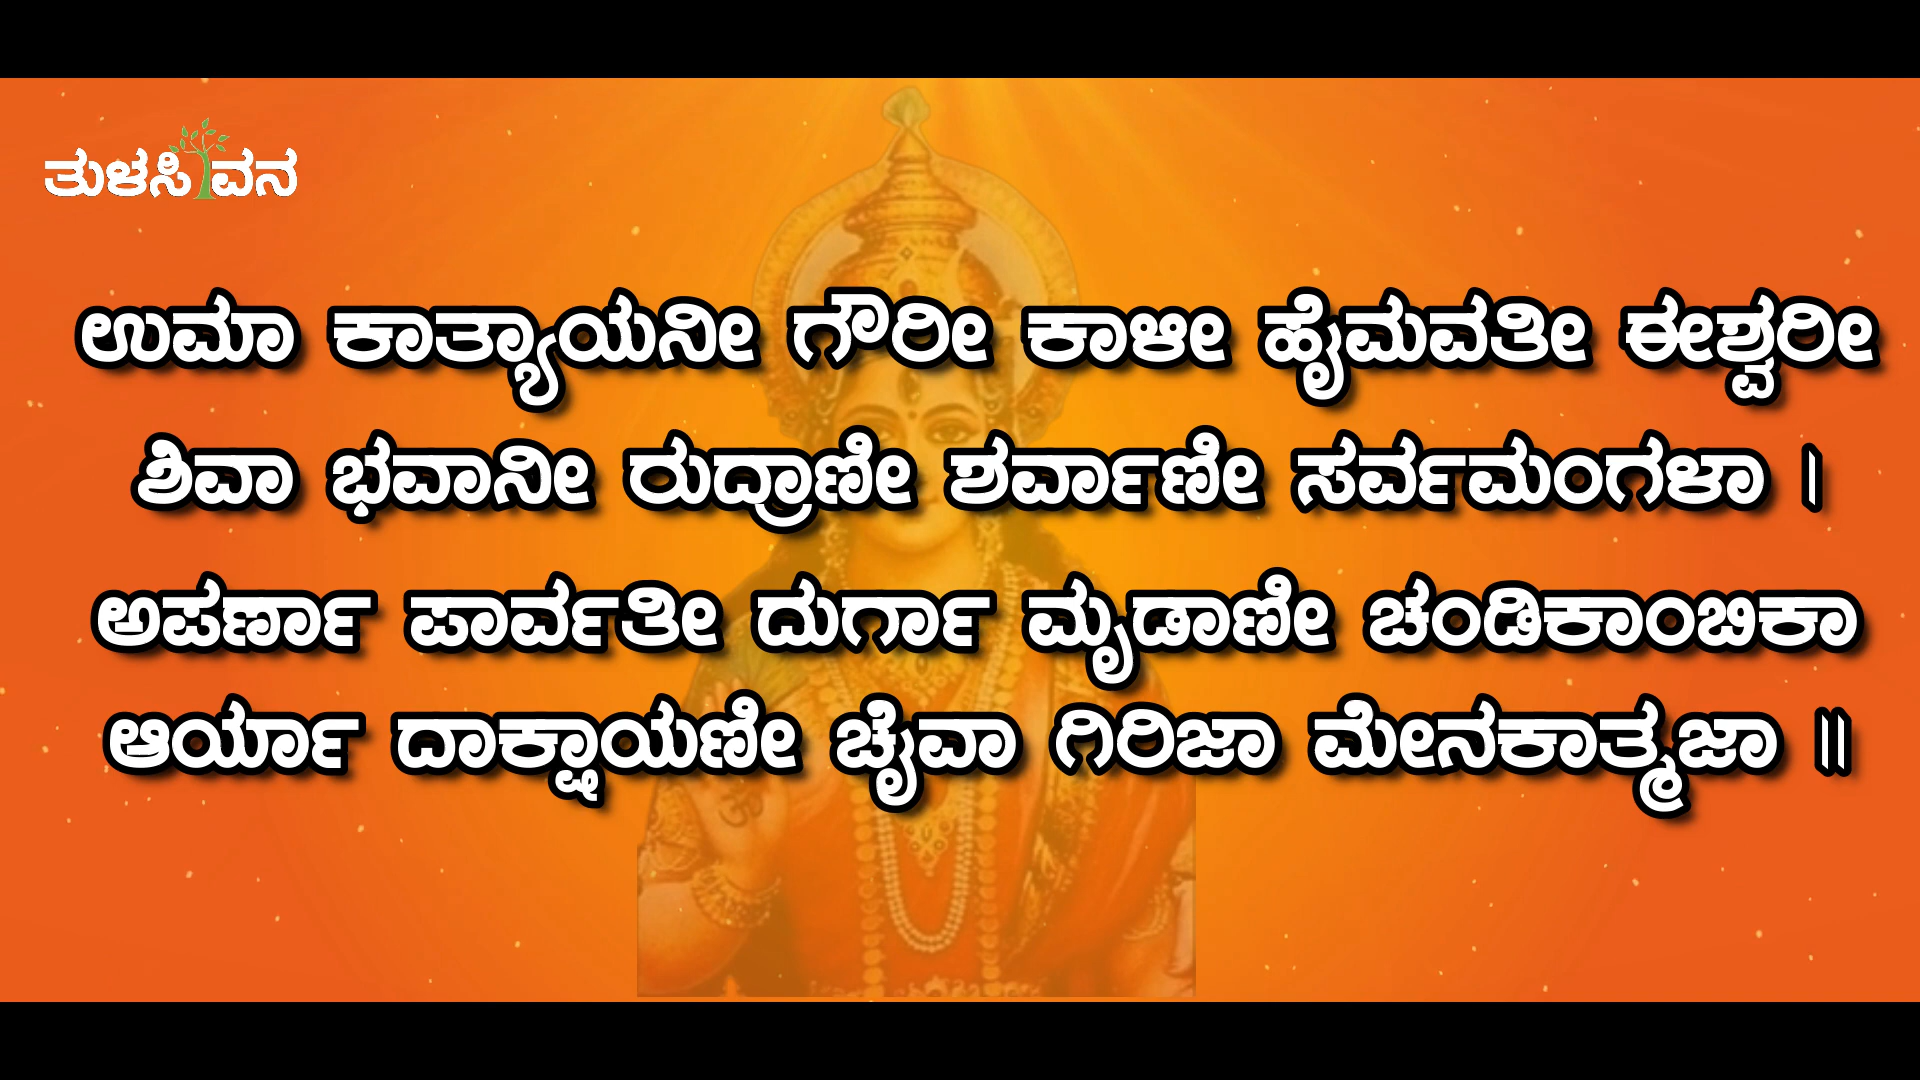 ತುಳಸಿವನ
ಉಮಾ ಕಾತ್ಯಾಯನೀ ಗೌರೀ ಕಾಳೀ ಹೈಮವತೀ ಈಶ್ವರೀ
ಶಿವಾ ಭವಾನೀ ರುದ್ರಾಣೀ ಶರ್ವಾಣೀ ಸರ್ವಮಂಗಳಾ ।
ಅಪರ್ಣಾ ಪಾರ್ವತೀ ದುರ್ಗಾ ಮೃಡಾಣೀ ಚಂಡಿಕಾಂಬಿಕಾ
ಆರ್ಯಾ ದಾಕ್ಷಾಯಣೀ ಚೈವಾ ಗಿರಿಜಾ ಮೇನಕಾತ್ಮಜಾ ॥